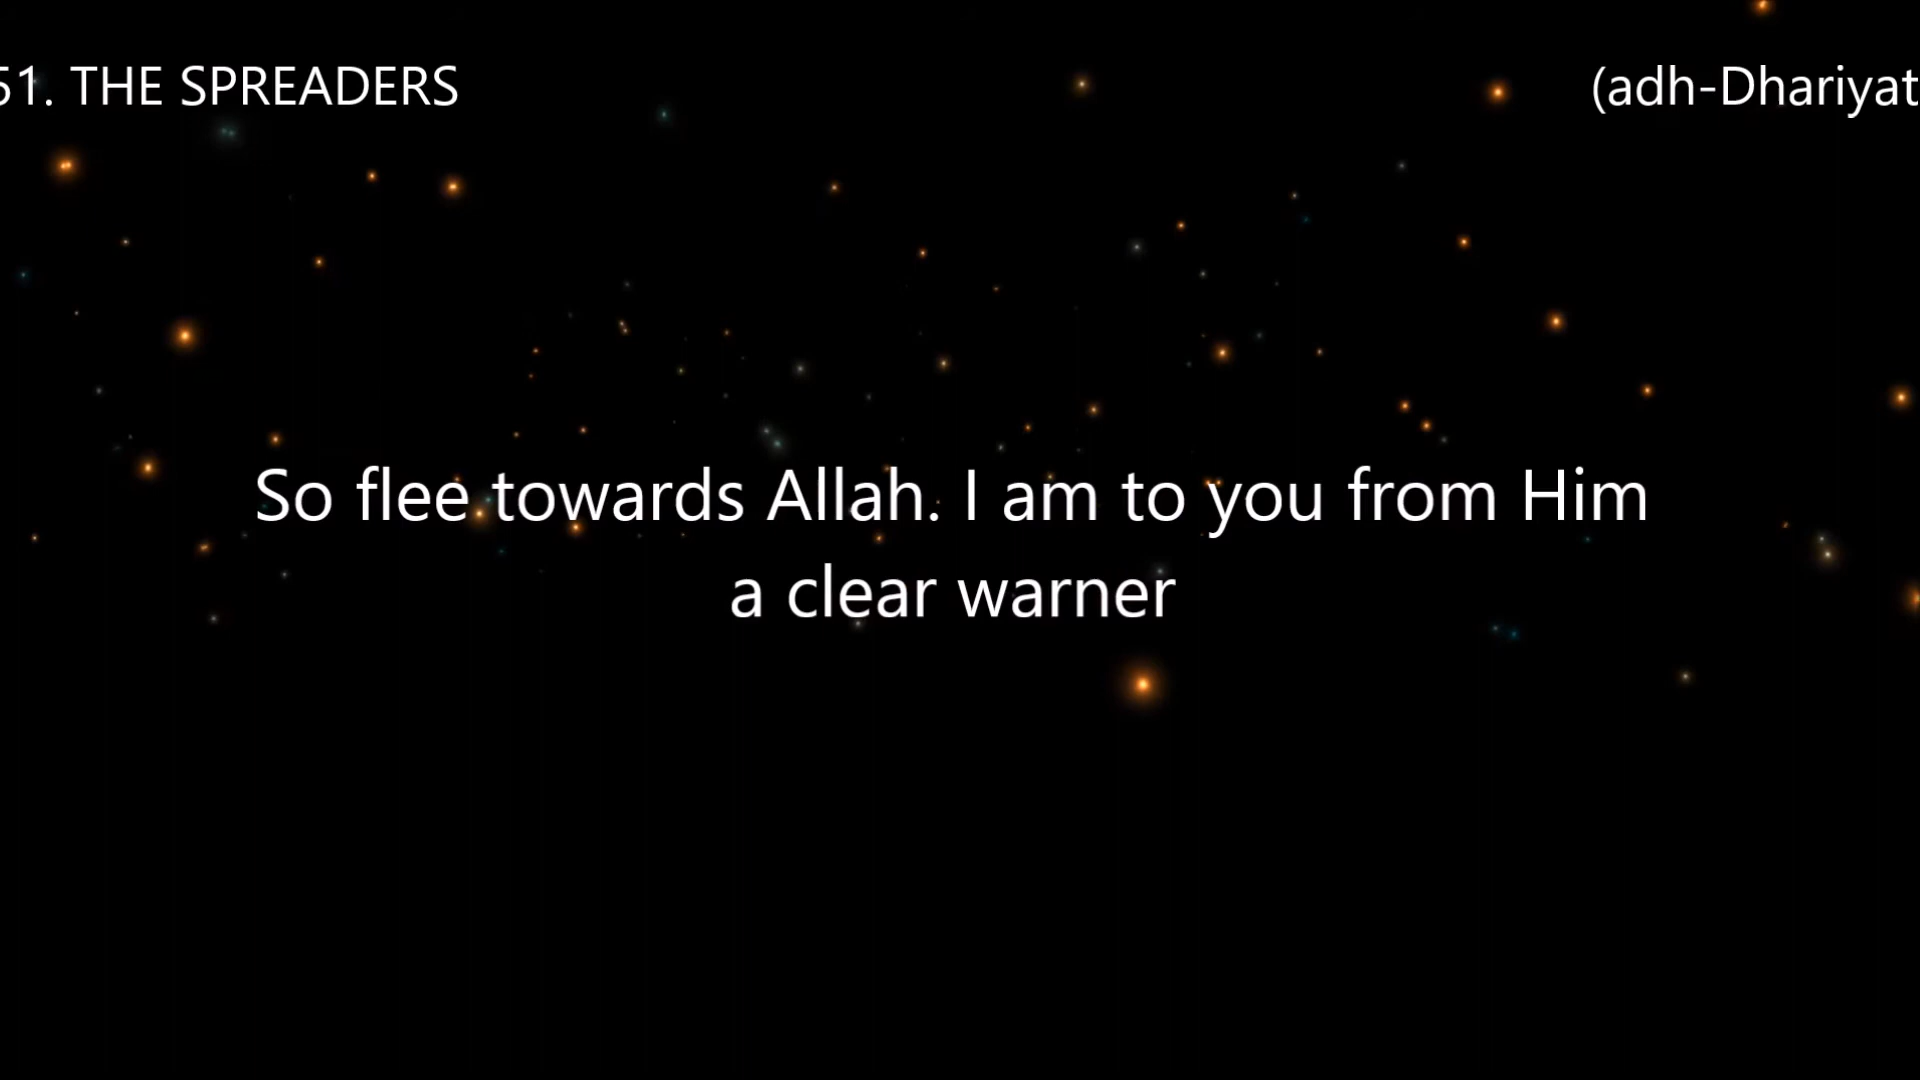 51. THE SPREADERS
(adh-Dhariyat
So flee towards Allah. I am to you from Him
a clear warner